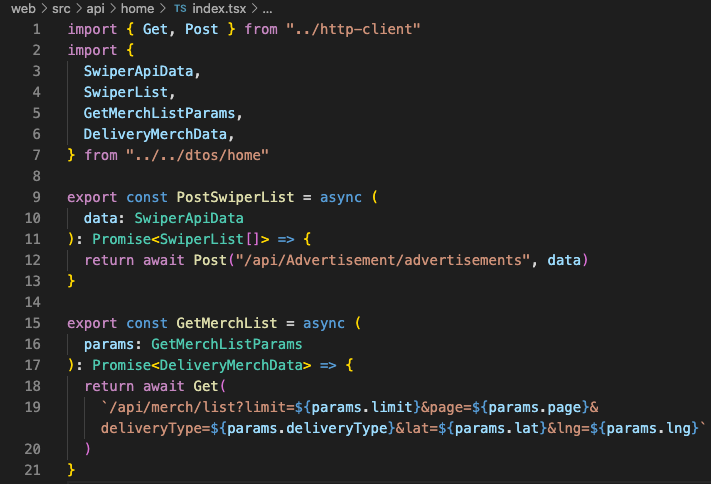 web > src > api > home > TS index.tsx > ...
1 import { Get, Post } from "../http-client"
2 import {
3   SwiperApiData,
4   SwiperList,
5   GetMerchListParams,
6   DeliveryMerchData,
7 } from "../../dtos/home"
8
9 export const PostSwiperList = async (
10   data: SwiperApiData
11 ): Promise<SwiperList[]> => {
12   return await Post("/api/Advertisement/advertisements", data)
13 }
14
15 export const GetMerchList = async (
16   params: GetMerchListParams
17 ): Promise<DeliveryMerchData> => {
18   return await Get(
19     `/api/merch/list?limit=${params.limit}&page=${params.page}&
    deliveryType=${params.deliveryType}&lat=${params.lat}&lng=${params.lng}`
20   )
21 }